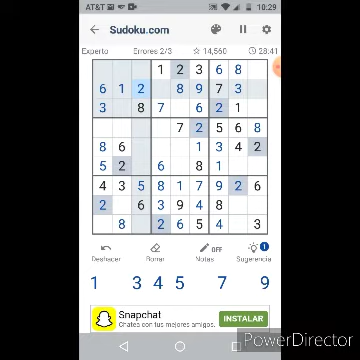 10:29
Sudoku.com
Experto Errores 2/3 14,560 28:41
1 2 3 6 8
6 1 2 8 9 7 3
3 8 7 6 2 1
7 2 5 6 8
8 6 1 3 4 2
5 2 6 8 1
4 3 5 8 1 7 9 2 6
2 6 3 9 4 8
8 2 6 5 4 3
OFF 1
Deshacer Borrar Notas Sugerencia
1 3 4 5 7 9
Snapchat
Chatea con tus mejores amigos.
INSTALAR
PowerDirector